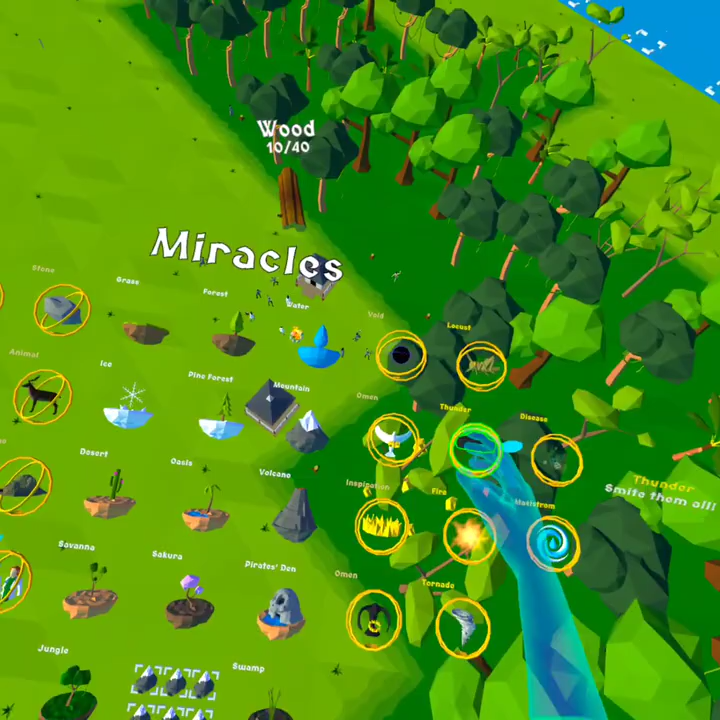 Wood
10/40
Miracles
Stone
Grass
Forest
Water
Void
Locust
Animal
Ice
Pine Forest
Mountain
Omen
Thunder
Disease
Desert
Oasis
Volcano
Inspiration
Fire
Maelstrom
Thunder
Smite them all!
Savanna
Sakura
Pirates' Den
Omen
Tornado
Jungle
Swamp